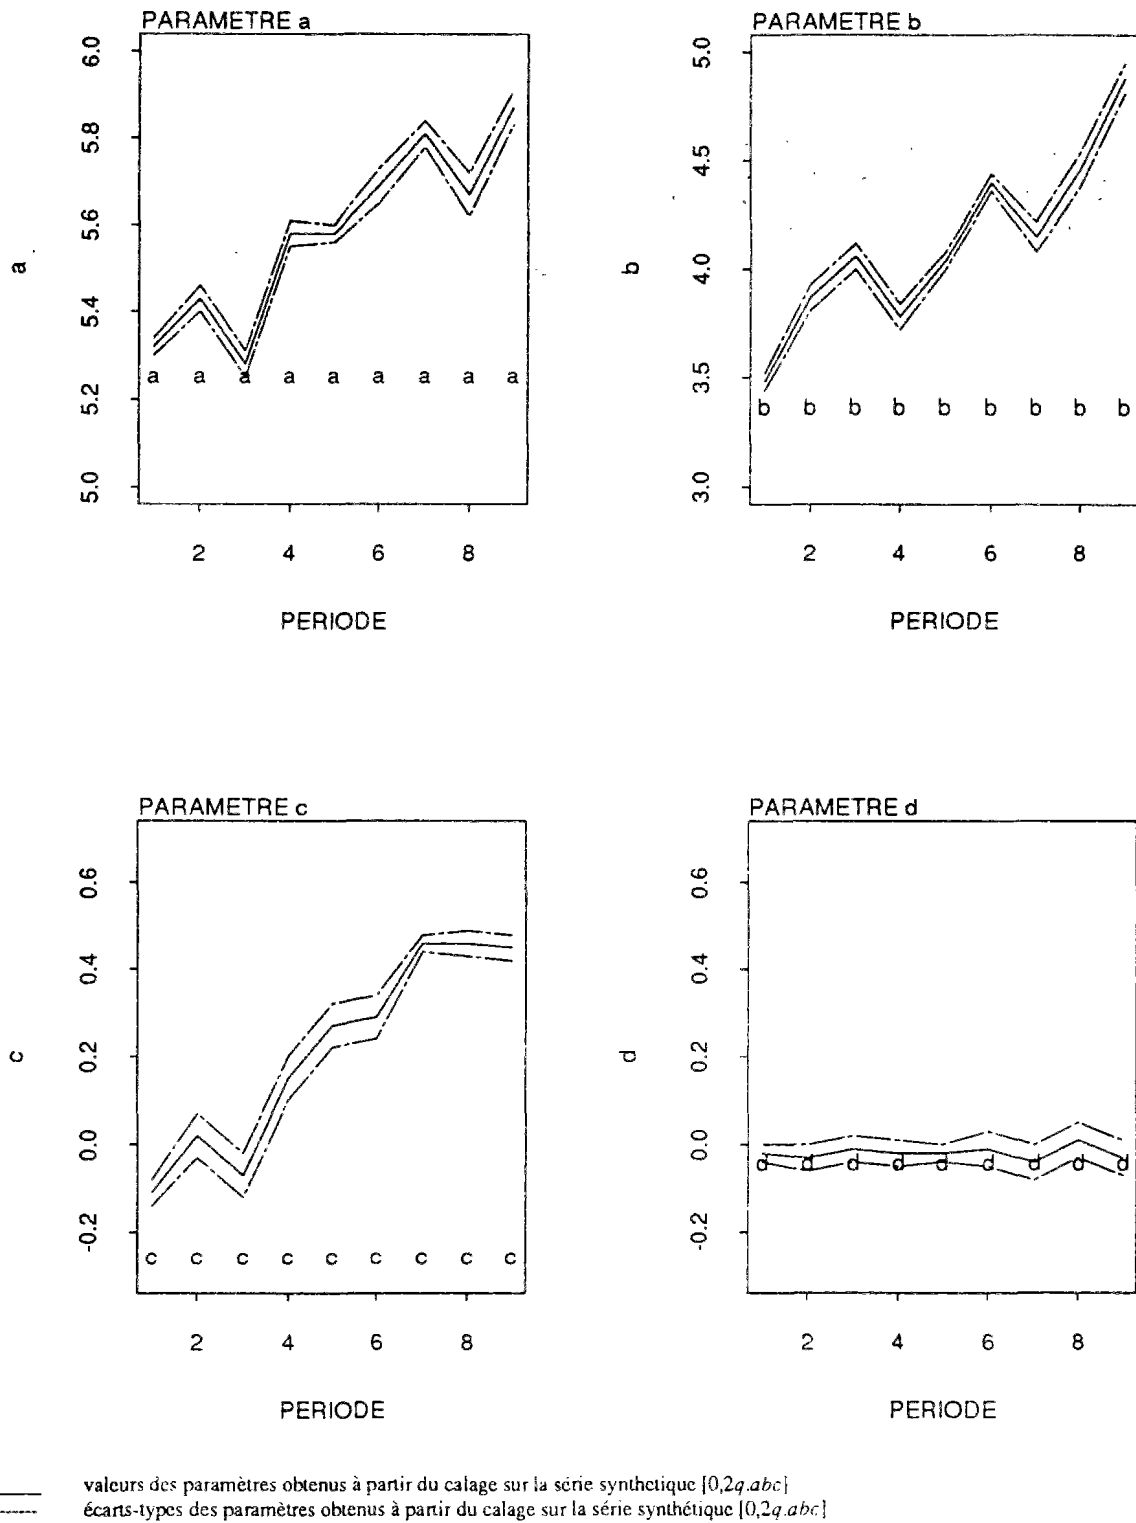 PARAMETRE a
6.0
5.8
5.6
5.4
5.2
5.0
a
a a a a a a a a a
2 4 6 8
PERIODE
PARAMETRE b
5.0
4.5
4.0
3.5
3.0
b
b b b b b b b b b
2 4 6 8
PERIODE
PARAMETRE c
0.6
0.4
0.2
0.0
-0.2
c
c c c c c c c c c
2 4 6 8
PERIODE
PARAMETRE d
0.6
0.4
0.2
0.0
-0.2
d
d d d d d d d d d
2 4 6 8
PERIODE
valeurs des paramètres obtenus à partir du calage sur la série synthetique [0,2q.abc]
écarts-types des paramètres obtenus à partir du calage sur la série synthétique [0,2q.abc]